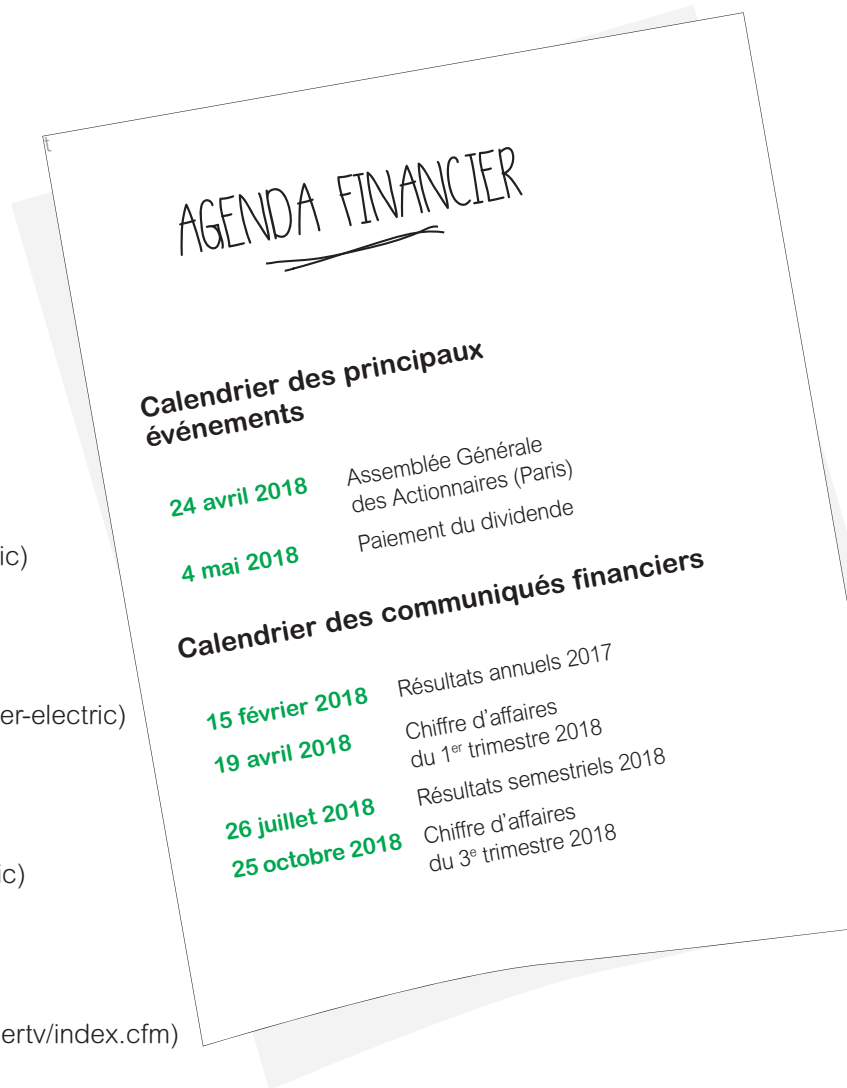 t
AGENDA FINANCIER
Calendrier des principaux
événements
24 avril 2018 Assemblée Générale
des Actionnaires (Paris)
4 mai 2018 Paiement du dividende
Calendrier des communiqués financiers
15 février 2018 Résultats annuels 2017
19 avril 2018 Chiffre d’affaires
du 1er trimestre 2018
26 juillet 2018 Résultats semestriels 2018
25 octobre 2018 Chiffre d’affaires
du 3e trimestre 2018
ic)
er-electric)
ic)
ertv/index.cfm)